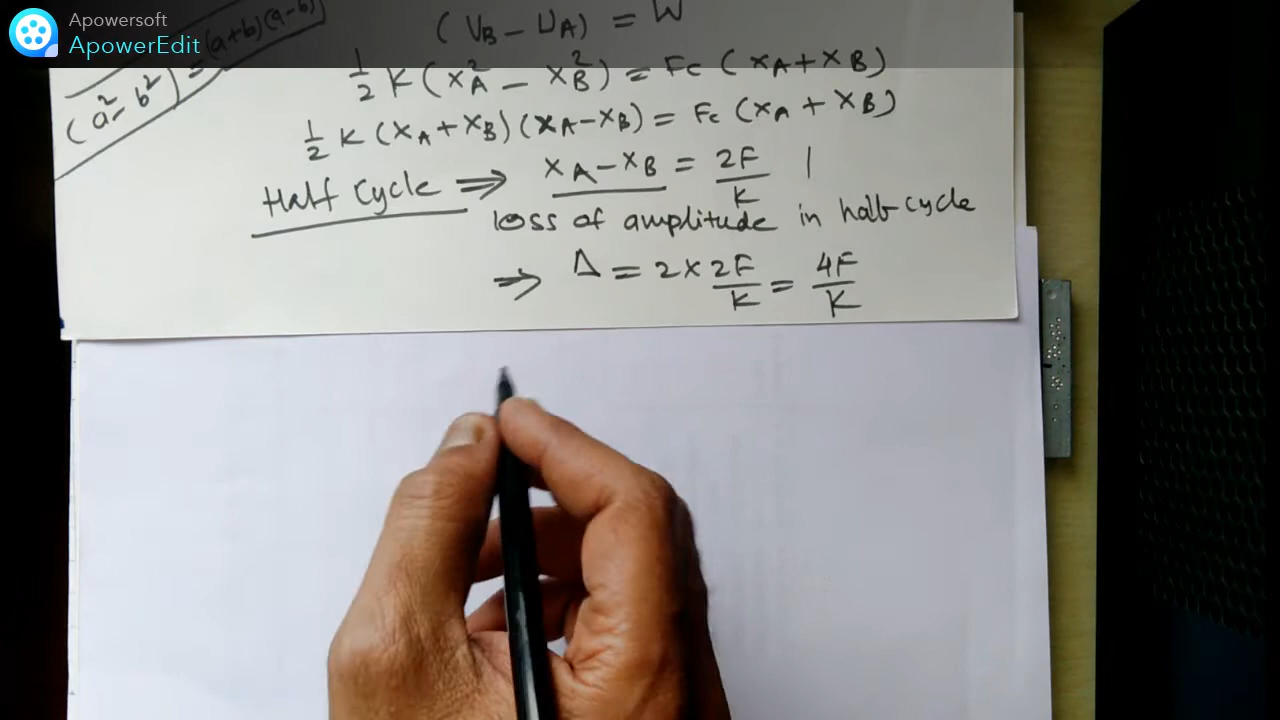 Apowersoft
ApowerEdit
(a² - b²) = (a+b)(a-b)
(U_B - U_A) = W
1/2 K (x_A² - x_B²) = Fc (x_A + x_B)
1/2 K (x_A + x_B)(x_A - x_B) = Fc (x_A + x_B)
Half Cycle ⇒ x_A - x_B = 2F/K |
loss of amplitude in half cycle
⇒ Δ = 2 × 2F/K = 4F/K